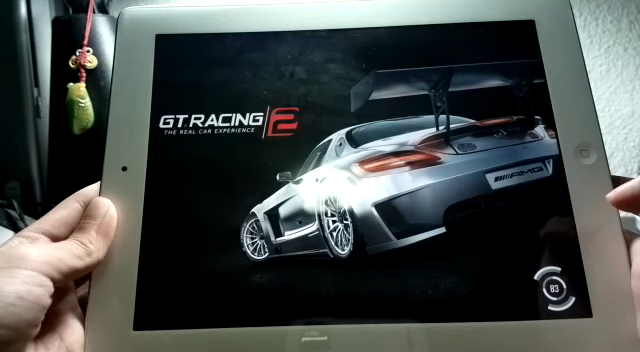 GT RACING 2
THE REAL CAR EXPERIENCE
AMG
83